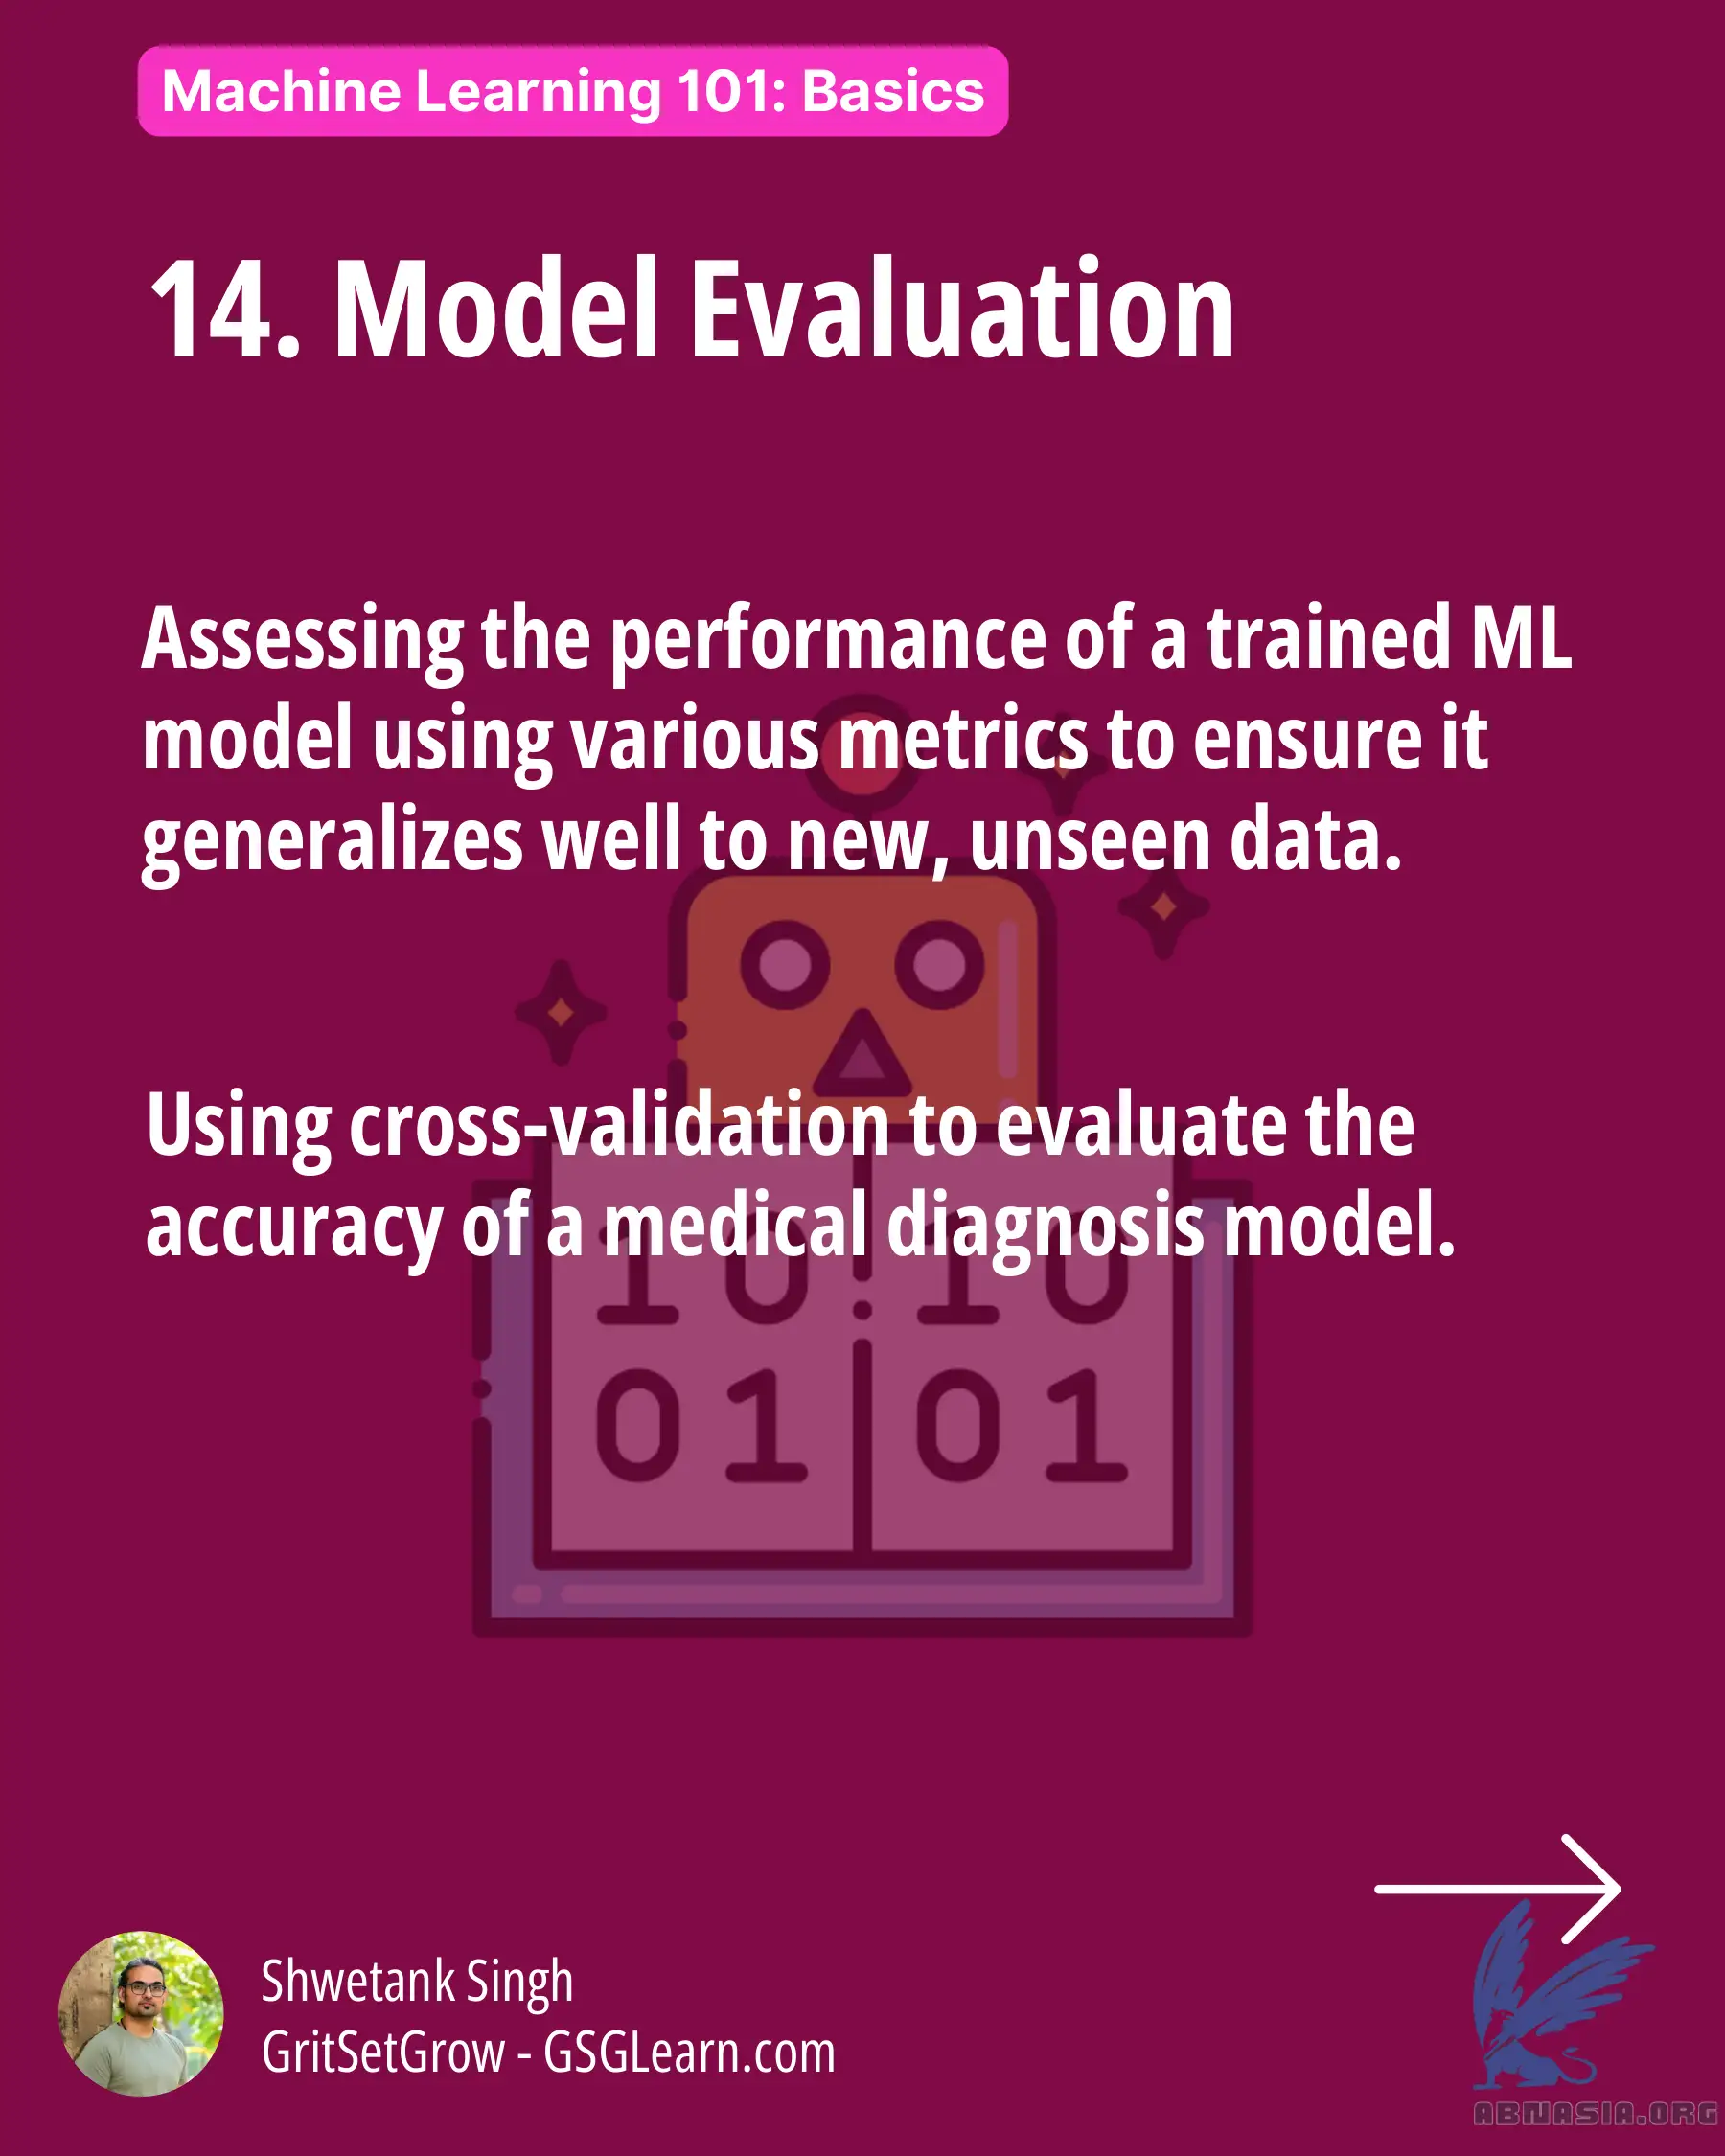 Machine Learning 101: Basics
14. Model Evaluation
Assessing the performance of a trained ML
model using various metrics to ensure it
generalizes well to new, unseen data.
Using cross-validation to evaluate the
accuracy of a medical diagnosis model.
10 10
01 01
Shwetank Singh
GritSetGrow - GSGLearn.com
ABNASIA.ORG